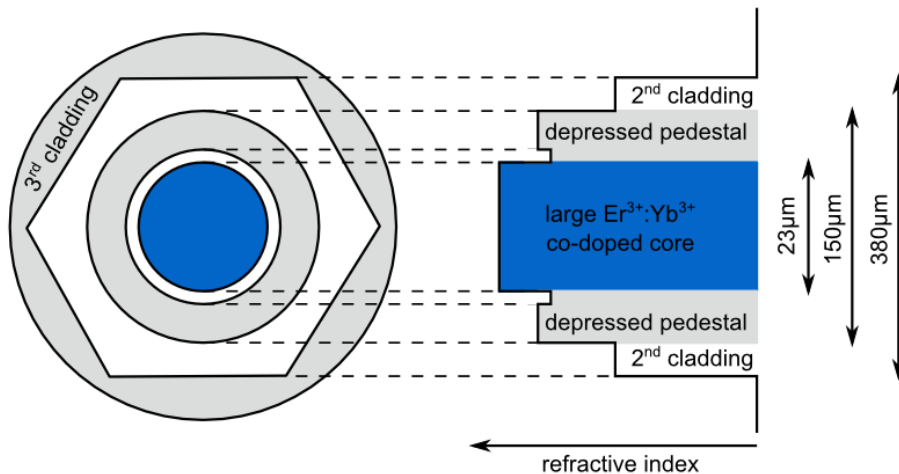 3rd cladding
2nd cladding
depressed pedestal
large Er³⁺:Yb³⁺
co-doped core
depressed pedestal
2nd cladding
23µm
150µm
380µm
refractive index